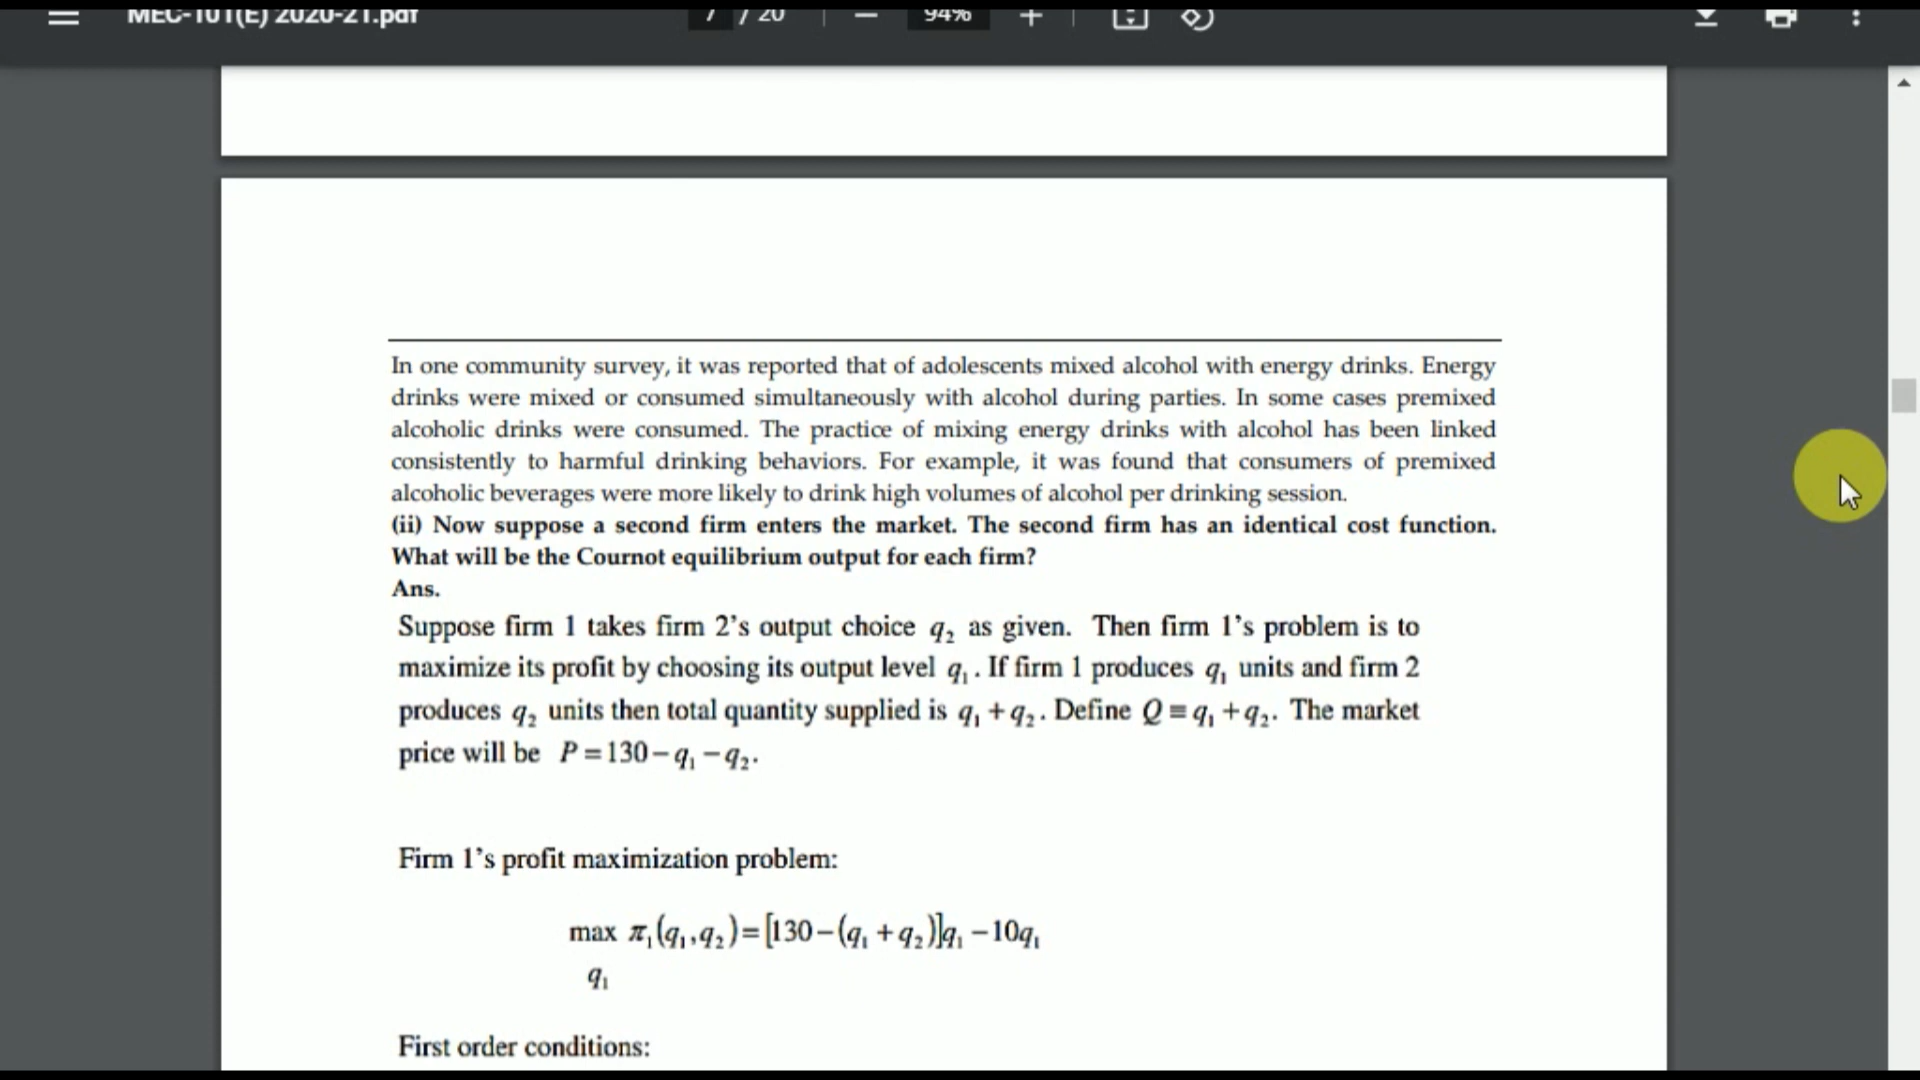 MEC-101(E) 2020-21.pdf 7 / 20 94%
In one community survey, it was reported that of adolescents mixed alcohol with energy drinks. Energy
drinks were mixed or consumed simultaneously with alcohol during parties. In some cases premixed
alcoholic drinks were consumed. The practice of mixing energy drinks with alcohol has been linked
consistently to harmful drinking behaviors. For example, it was found that consumers of premixed
alcoholic beverages were more likely to drink high volumes of alcohol per drinking session.
(ii) Now suppose a second firm enters the market. The second firm has an identical cost function.
What will be the Cournot equilibrium output for each firm?
Ans.
Suppose firm 1 takes firm 2's output choice q₂ as given. Then firm 1's problem is to
maximize its profit by choosing its output level q₁. If firm 1 produces q₁ units and firm 2
produces q₂ units then total quantity supplied is q₁ + q₂. Define Q ≡ q₁ + q₂. The market
price will be P = 130 − q₁ − q₂.
Firm 1's profit maximization problem:
max π₁(q₁, q₂) = [130 − (q₁ + q₂)]q₁ − 10q₁
q₁
First order conditions: